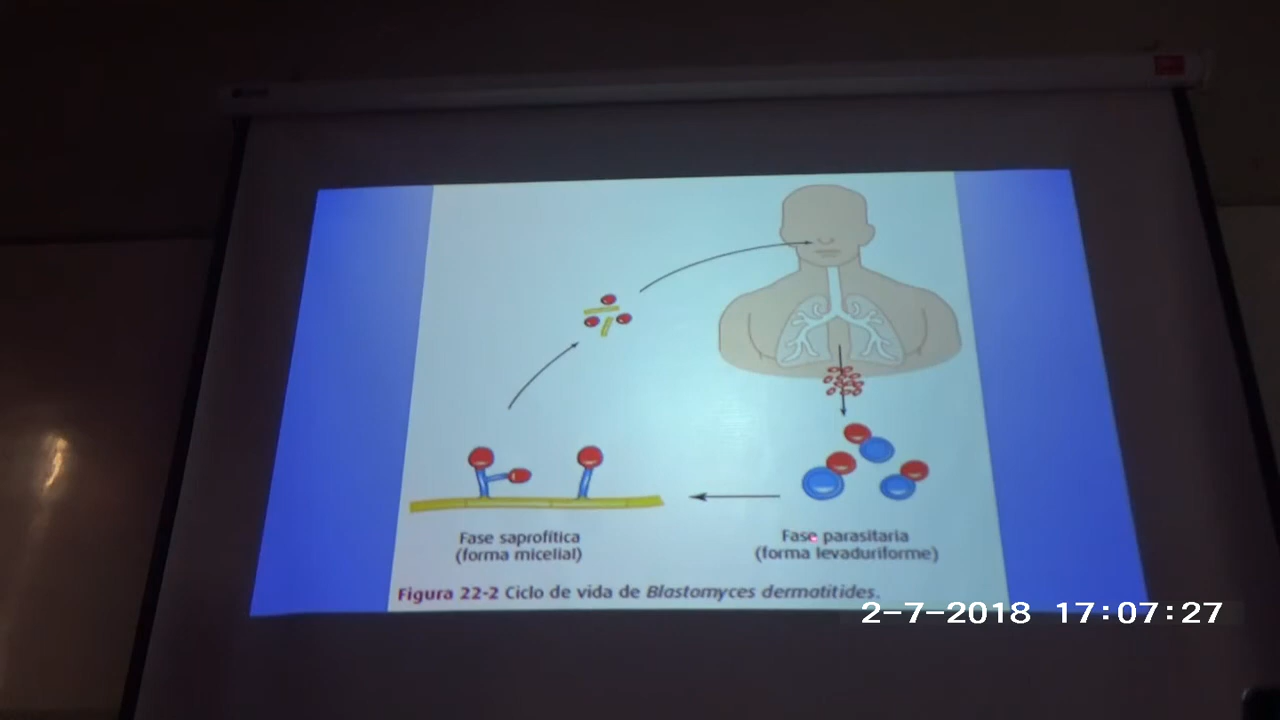 Fase saprofítica
(forma micelial)
Fase parasitaria
(forma levaduriforme)
Figura 22-2 Ciclo de vida de Blastomyces dermatitides.
2-7-2018 17:07:27